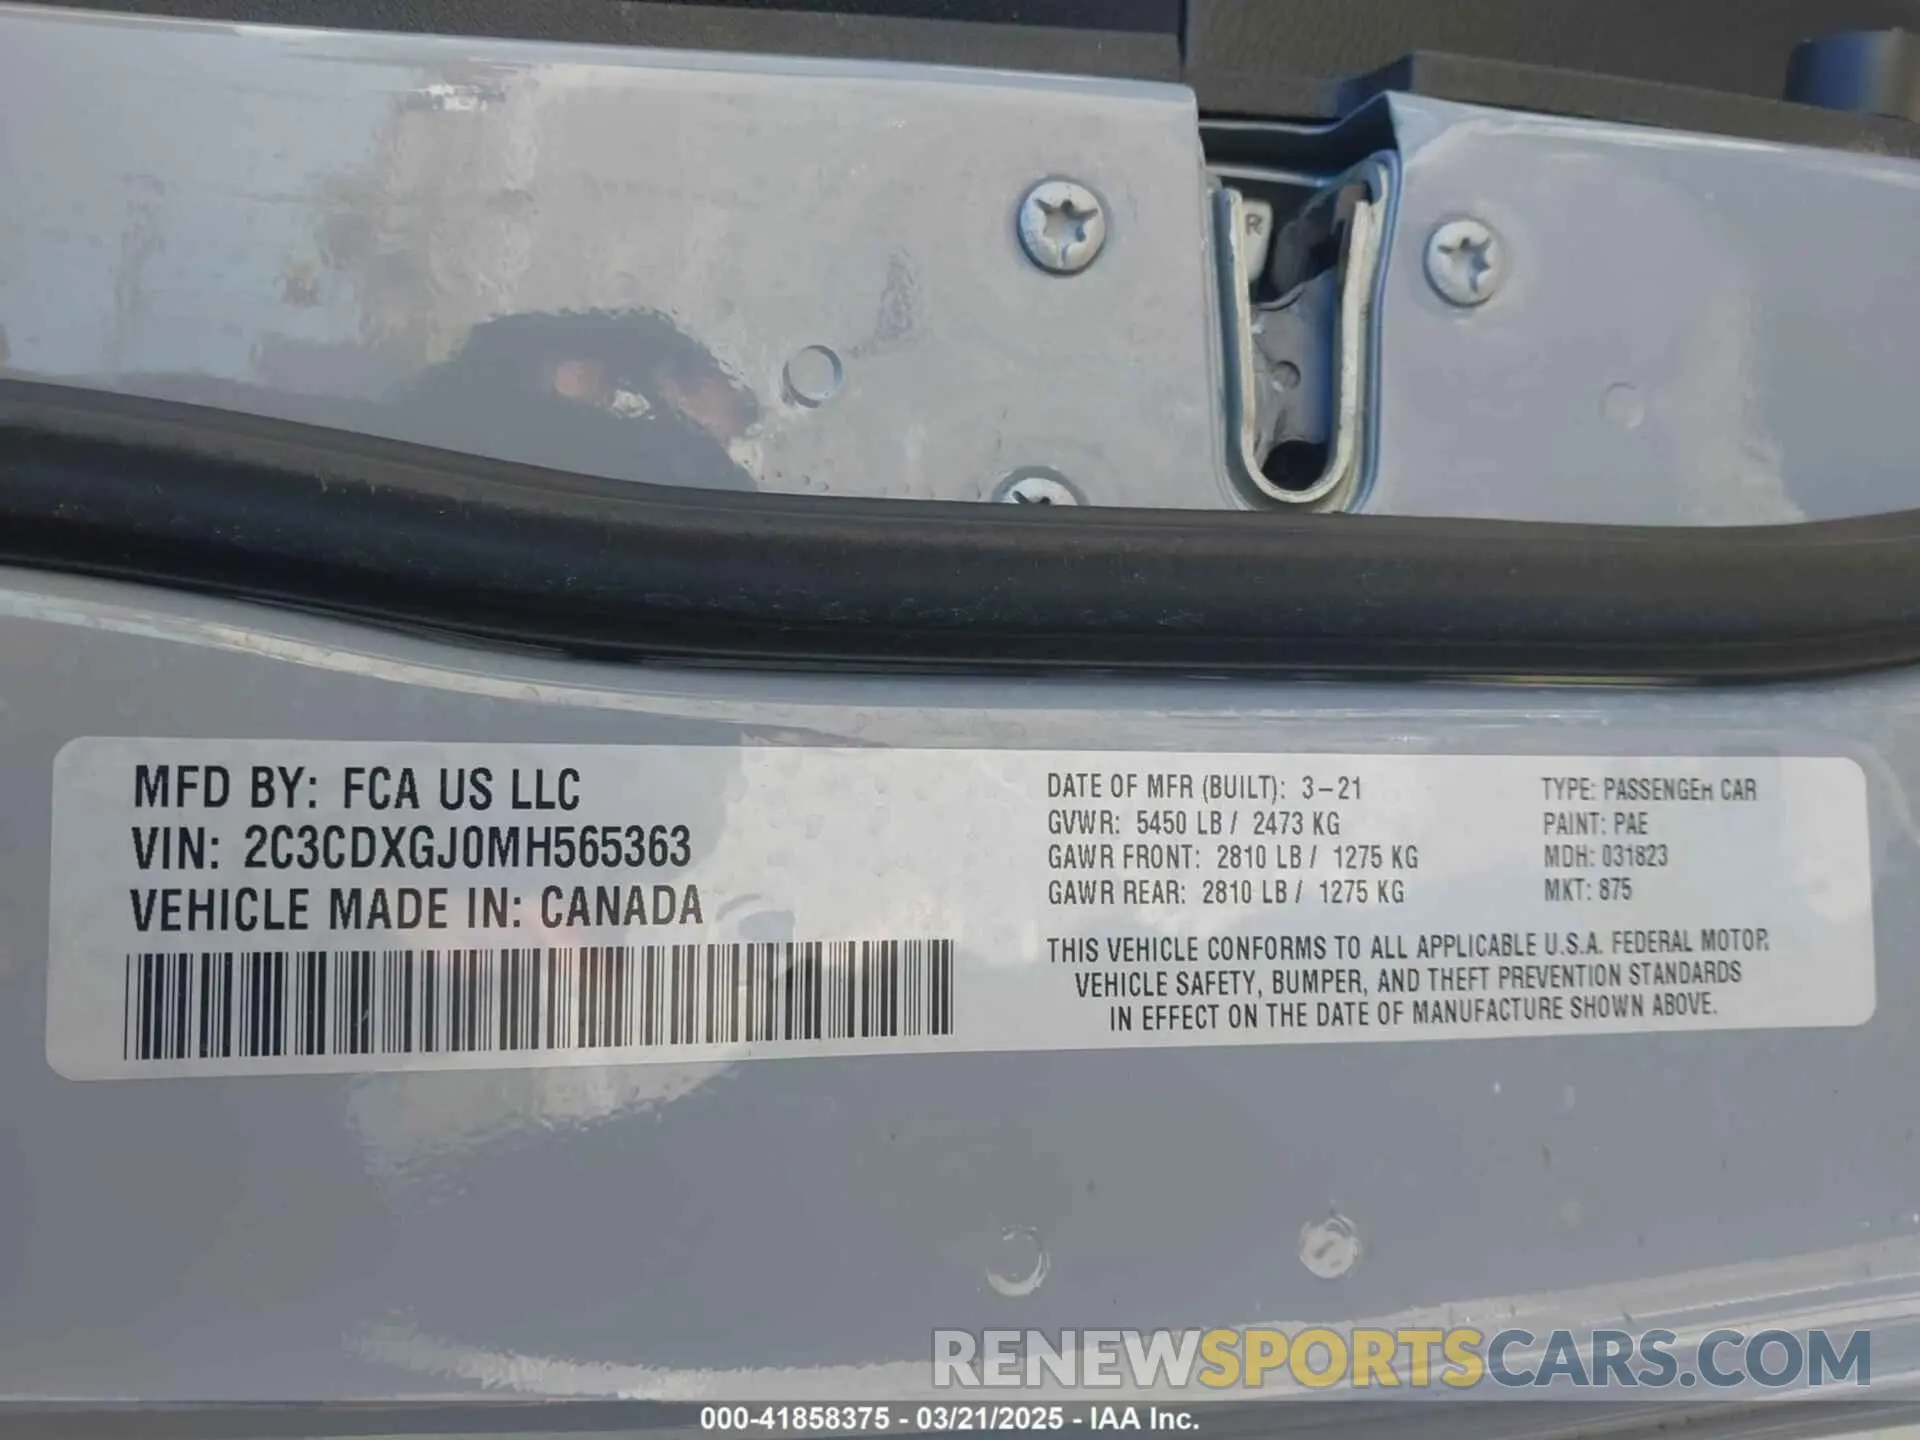 R
MFD BY: FCA US LLC
VIN: 2C3CDXGJ0MH565363
VEHICLE MADE IN: CANADA
DATE OF MFR (BUILT): 3-21
GVWR: 5450 LB / 2473 KG
GAWR FRONT: 2810 LB / 1275 KG
GAWR REAR: 2810 LB / 1275 KG
TYPE: PASSENGER CAR
PAINT: PAE
MDH: 031823
MKT: 875
THIS VEHICLE CONFORMS TO ALL APPLICABLE U.S.A. FEDERAL MOTOR
VEHICLE SAFETY, BUMPER, AND THEFT PREVENTION STANDARDS
IN EFFECT ON THE DATE OF MANUFACTURE SHOWN ABOVE.
RENEWSPORTSCARS.COM
000-41858375 - 03/21/2025 - IAA Inc.